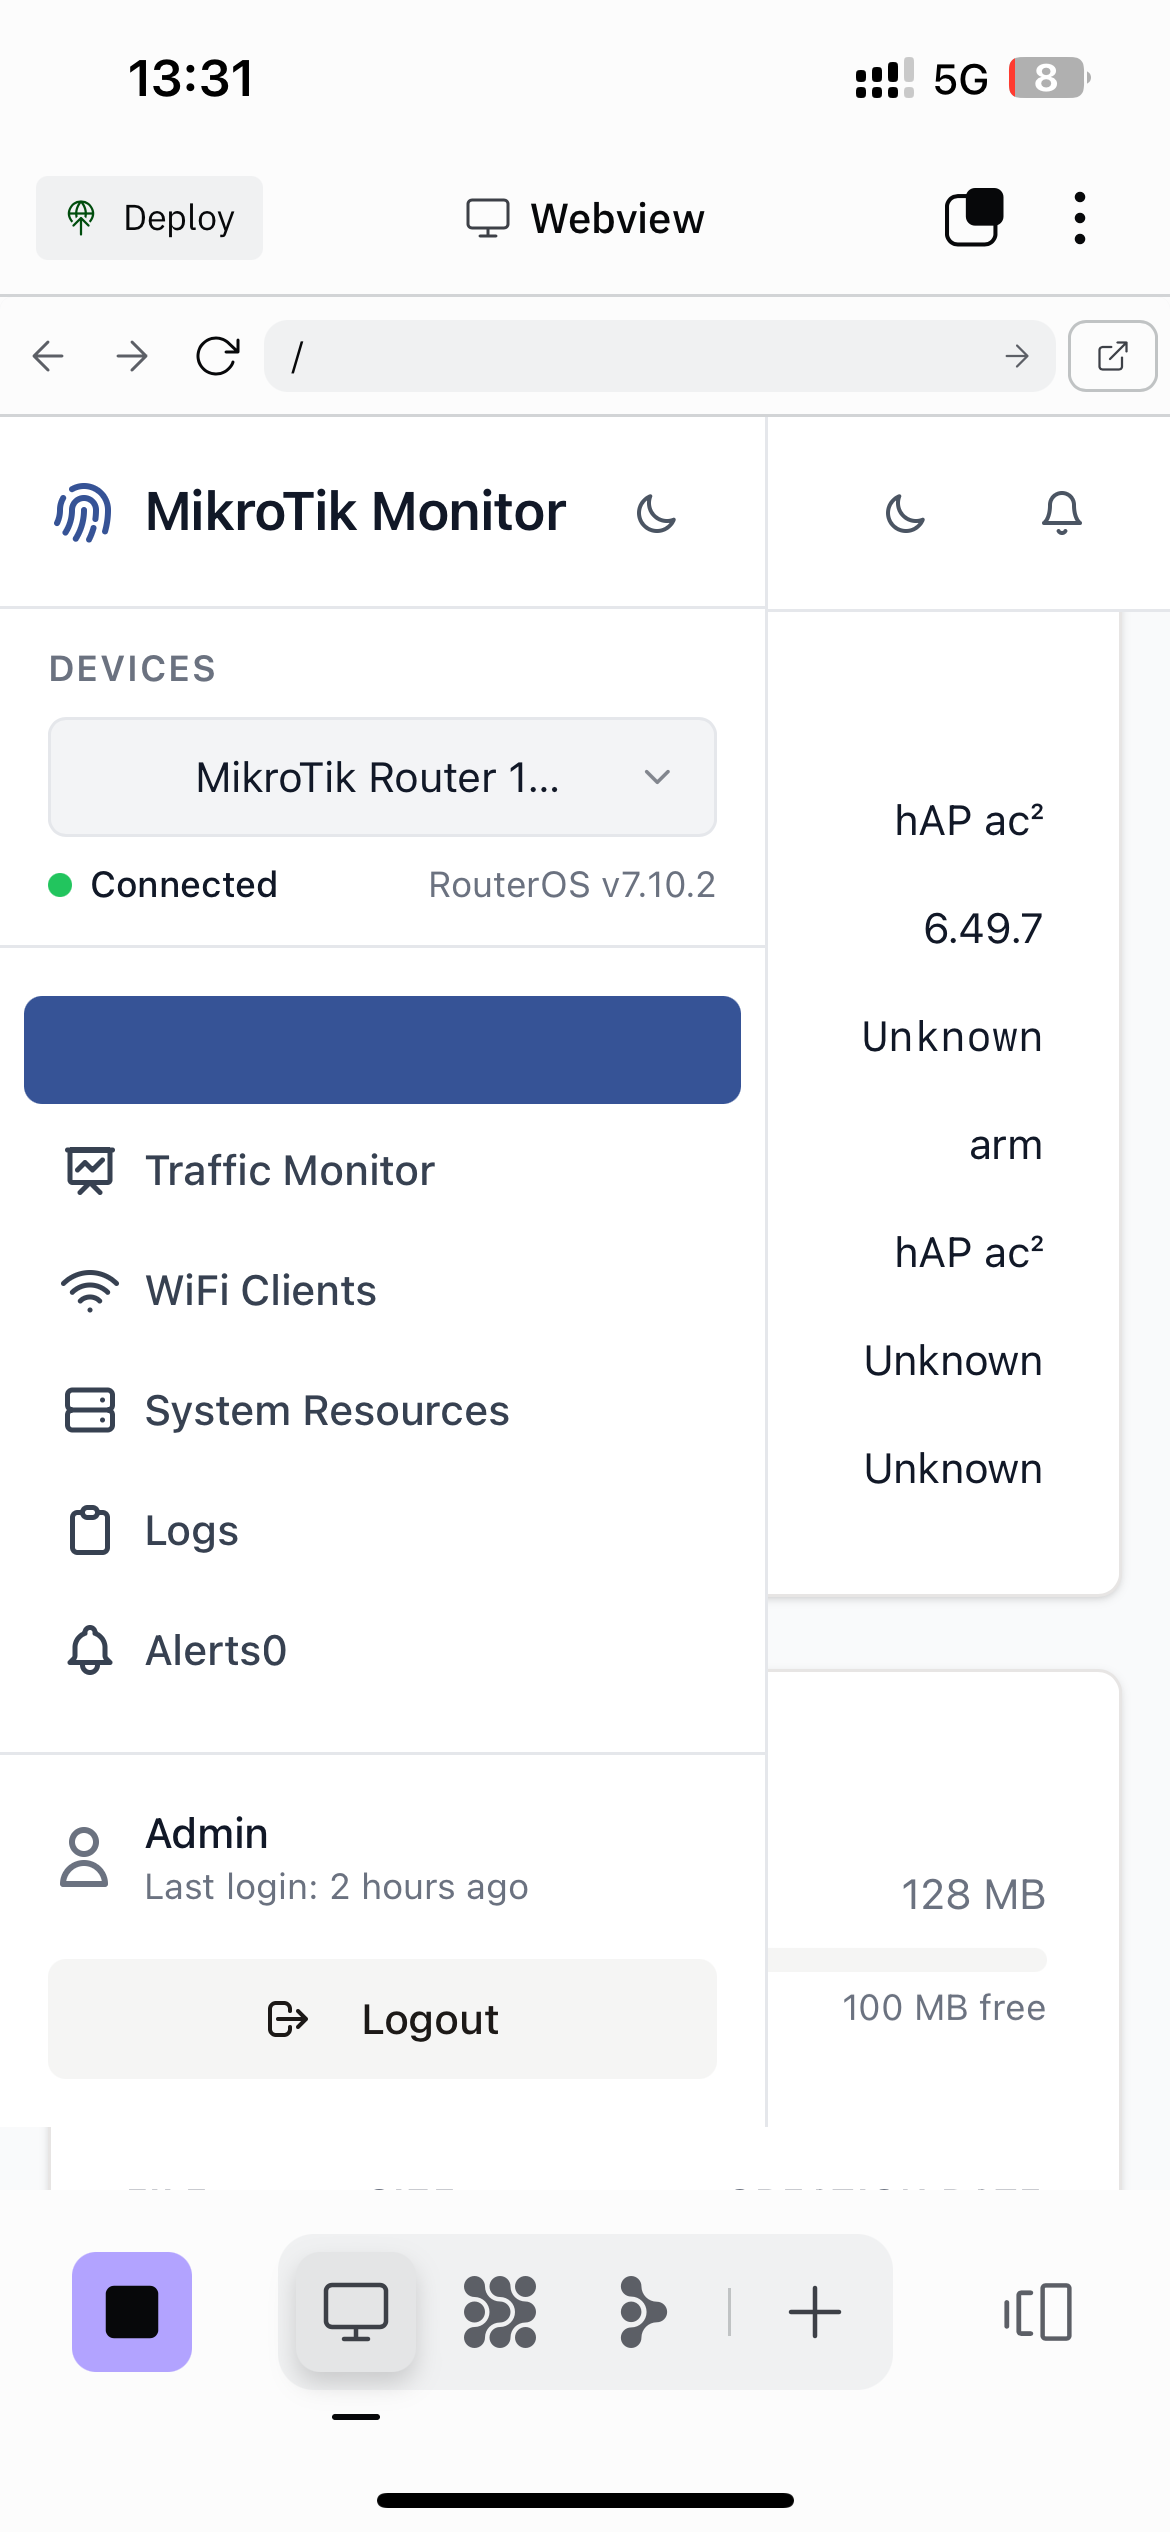 13:31
5G
8
Deploy
Webview
/
MikroTik Monitor
DEVICES
MikroTik Router 1...
Connected
RouterOS v7.10.2
Traffic Monitor
WiFi Clients
System Resources
Logs
Alerts0
Admin
Last login: 2 hours ago
Logout
hAP ac²
6.49.7
Unknown
arm
hAP ac²
Unknown
Unknown
128 MB
100 MB free